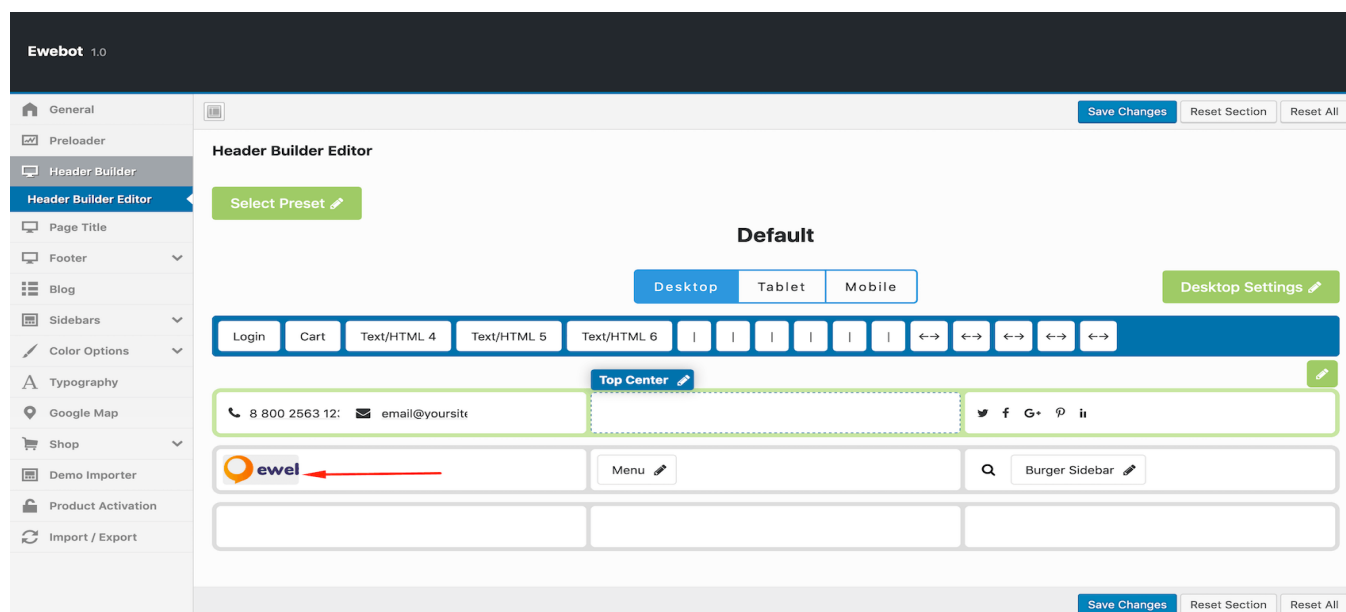 Ewebot 1.0
General
Preloader
Header Builder
Header Builder Editor
Page Title
Footer
Blog
Sidebars
Color Options
Typography
Google Map
Shop
Demo Importer
Product Activation
Import / Export
Save Changes Reset Section Reset All
Header Builder Editor
Select Preset
Default
Desktop Tablet Mobile
Desktop Settings
Login Cart Text/HTML 4 Text/HTML 5 Text/HTML 6 | | | | | | <-> <-> <-> <-> <->
Top Center
8 800 2563 12: email@yoursite
ewel Menu Burger Sidebar
Save Changes Reset Section Reset All